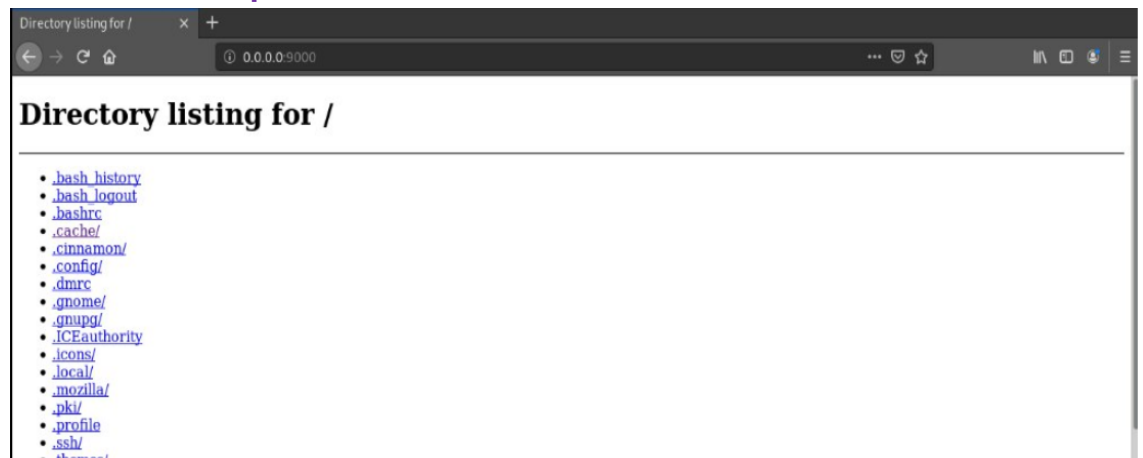 Directory listing for /
0.0.0.0:9000
Directory listing for /
.bash_history
.bash_logout
.bashrc
.cache/
.cinnamon/
.config/
.dmrc
.gnome/
.gnupg/
.ICEauthority
.icons/
.local/
.mozilla/
.pki/
.profile
.ssh/